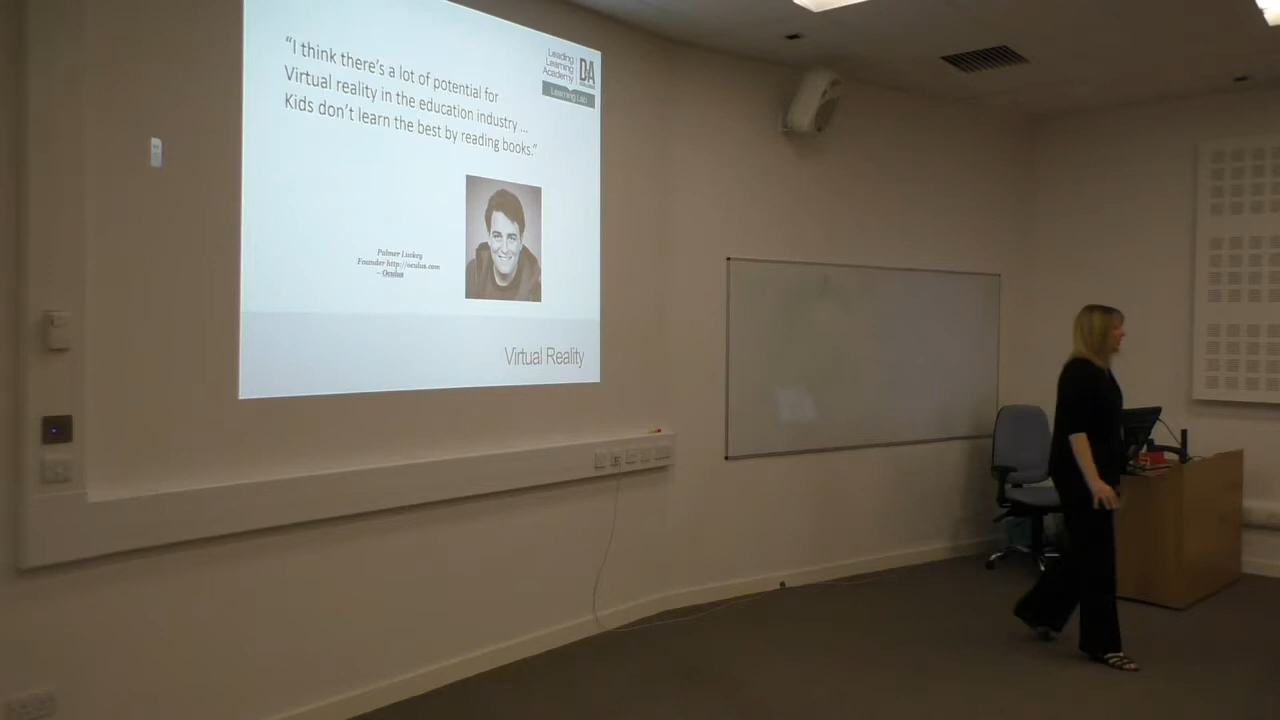 “I think there’s a lot of potential for
Virtual reality in the education industry ...
Kids don’t learn the best by reading books.”
Leading
Learning
Academy
DA
Learning Lab
Palmer Luckey
Founder http://oculus.com
– Oculus
Virtual Reality